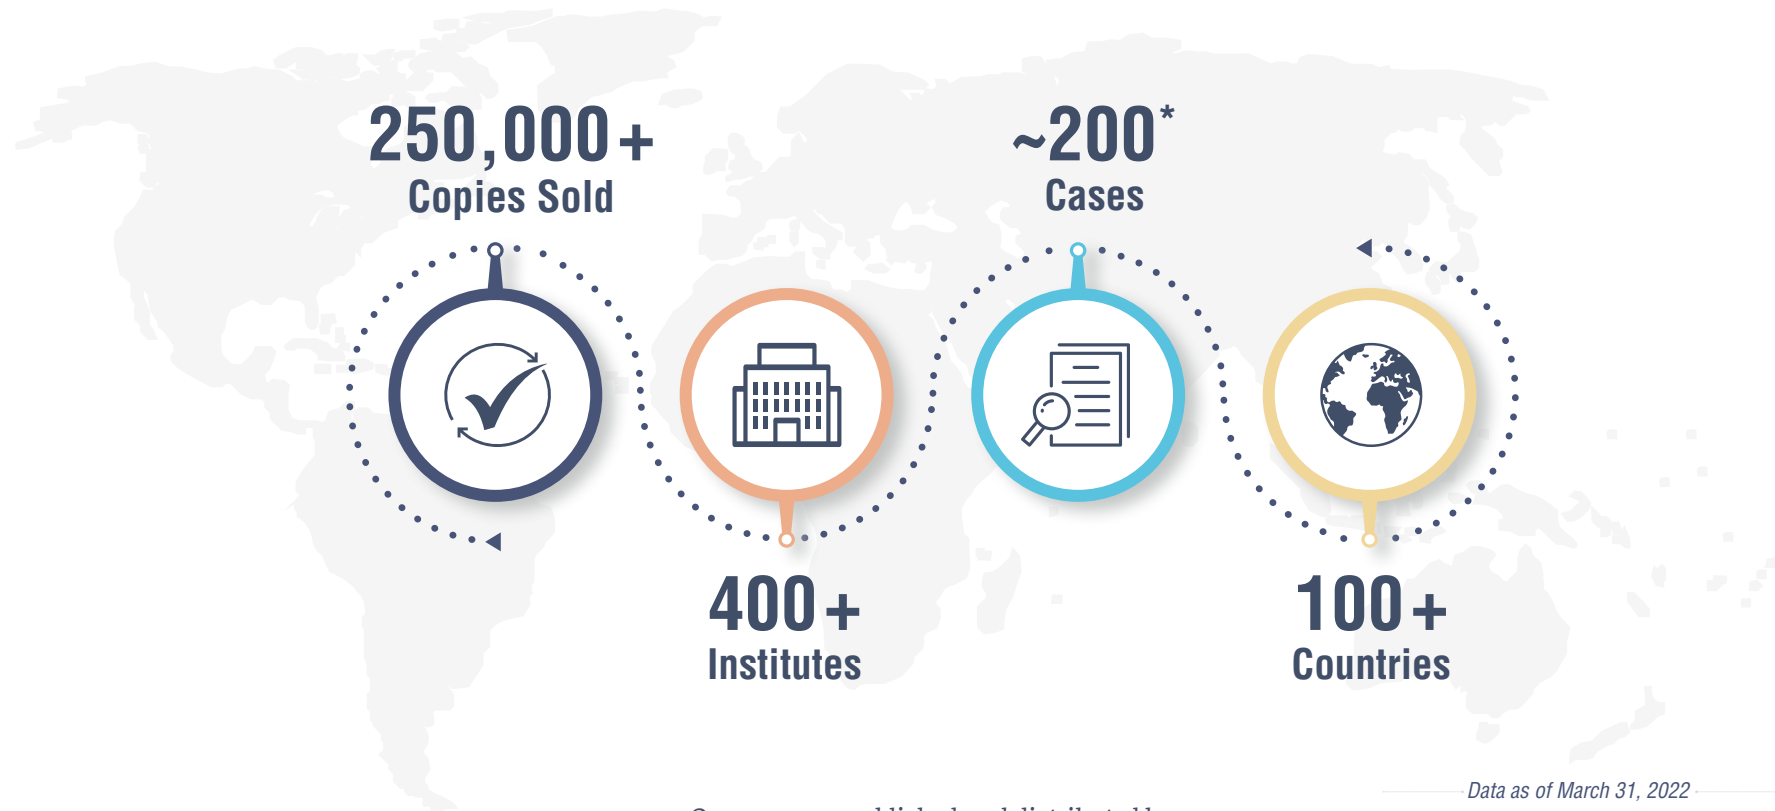 250,000+
Copies Sold
~200*
Cases
400+
Institutes
100+
Countries
Data as of March 31, 2022